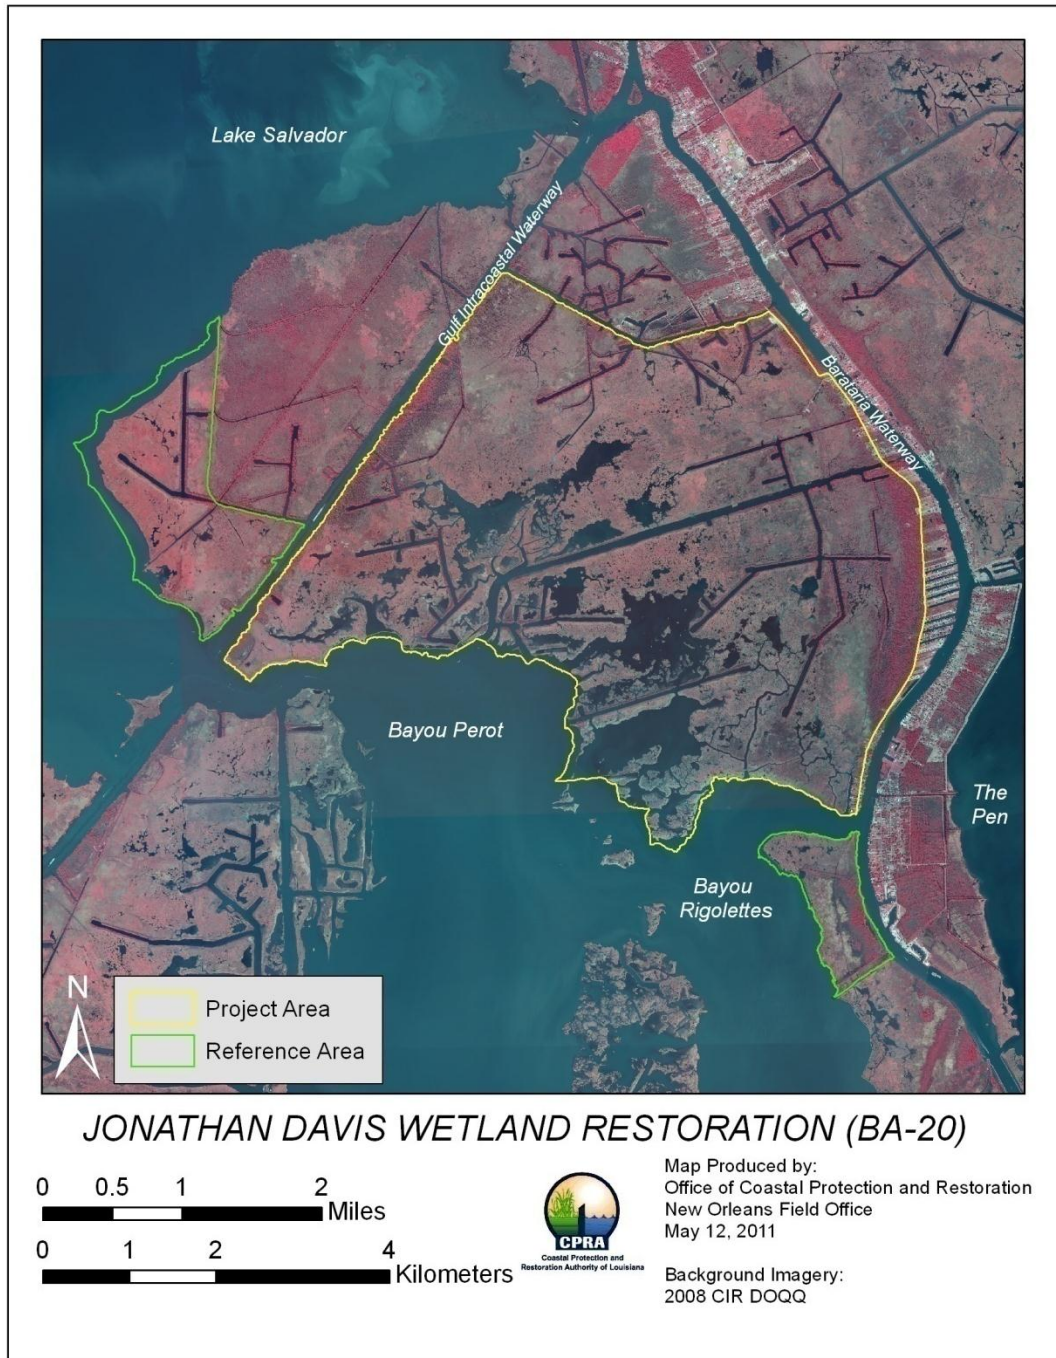 Lake Salvador
Gulf Intracoastal Waterway
Barataria Waterway
Bayou Perot
The
Pen
Bayou
Rigolettes
N
Project Area
Reference Area
JONATHAN DAVIS WETLAND RESTORATION (BA-20)
0 0.5 1 2
Miles
0 1 2 4
Kilometers
CPRA
Coastal Protection and
Restoration Authority of Louisiana
Map Produced by:
Office of Coastal Protection and Restoration
New Orleans Field Office
May 12, 2011
Background Imagery:
2008 CIR DOQQ